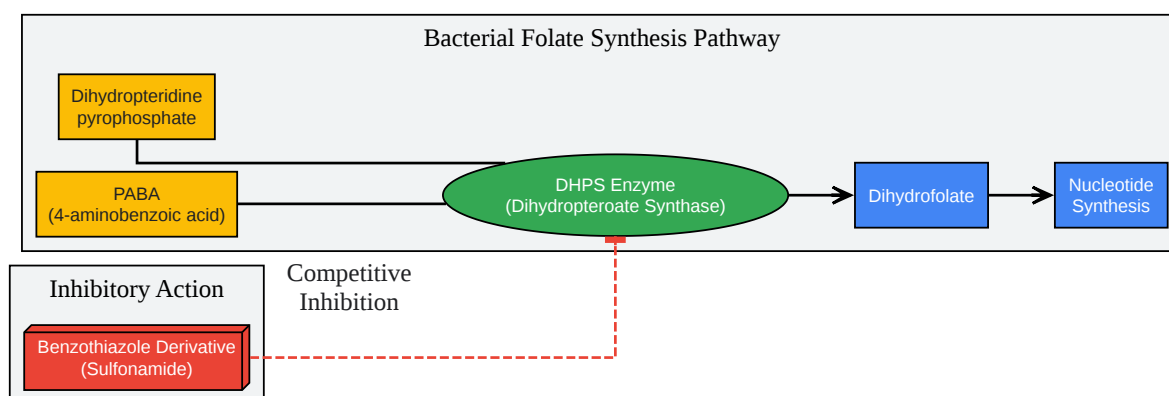 Bacterial Folate Synthesis Pathway
Dihydropteridine
pyrophosphate
PABA
(4-aminobenzoic acid)
DHPS Enzyme
(Dihydropteroate Synthase)
Dihydrofolate
Nucleotide
Synthesis
Inhibitory Action
Competitive
Inhibition
Benzothiazole Derivative
(Sulfonamide)